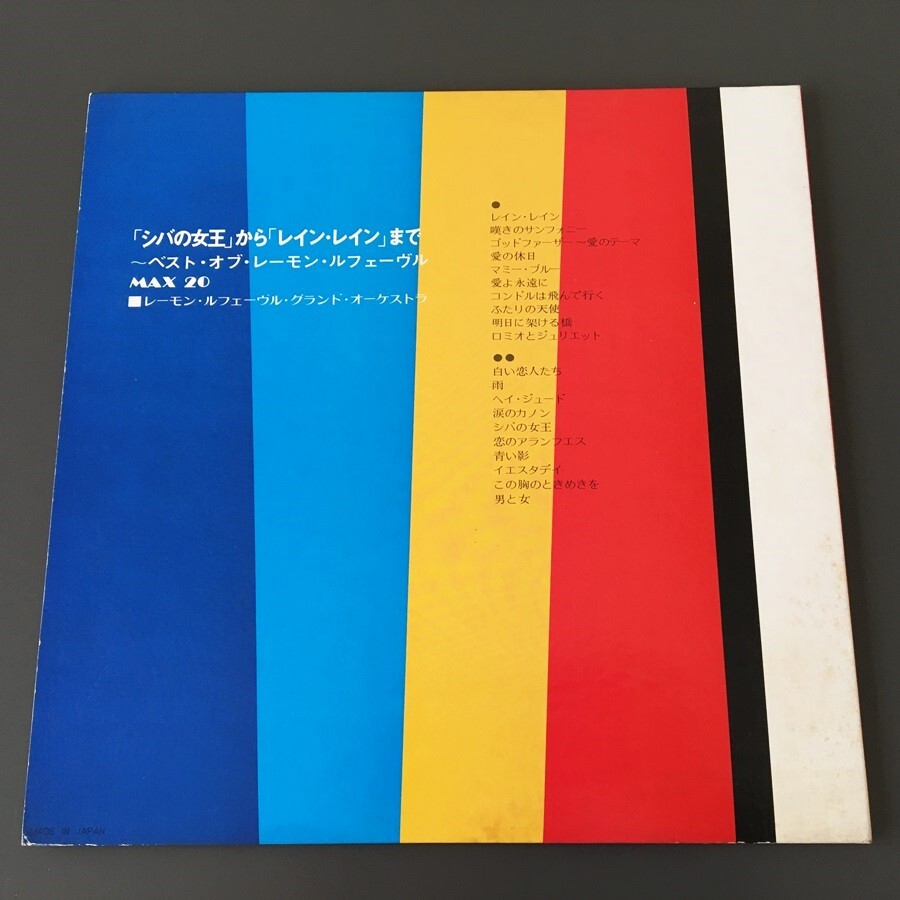 「シバの女王」から「レイン・レイン」まで
～ベスト・オブ・レーモン・ルフェーヴル
MAX 20
■レーモン・ルフェーヴル・グランド・オーケストラ
●
レイン・レイン
嘆きのサンフォニー
ゴッドファーザー～愛のテーマ
愛の休日
マミー・ブルー
愛よ永遠に
コンドルは飛んで行く
ふたりの天使
明日に架ける橋
ロミオとジュリエット
●●
白い恋人たち
雨
ヘイ・ジュード
涙のカノン
シバの女王
恋のアランフエス
青い影
イエスタデイ
この胸のときめきを
男と女
MADE IN JAPAN